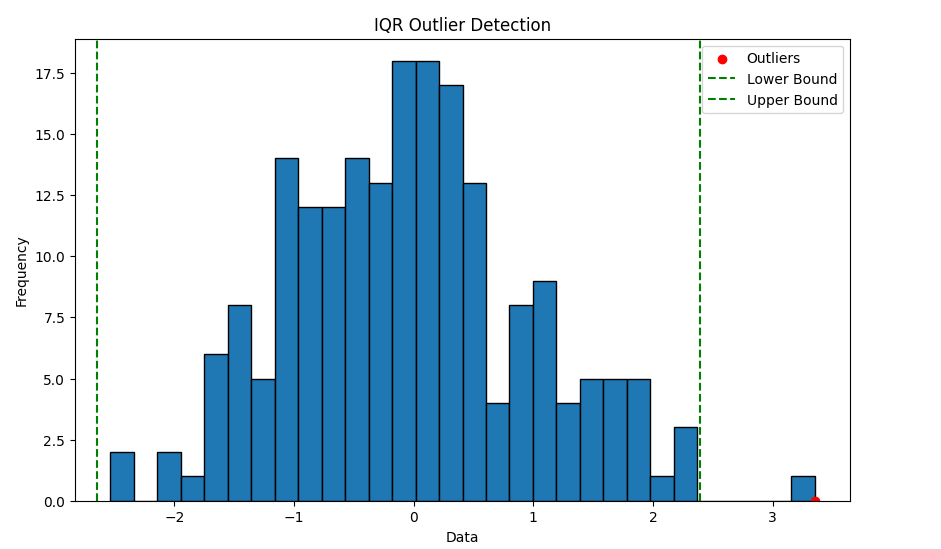 IQR Outlier Detection
Outliers
Lower Bound
Upper Bound
Frequency
17.5
15.0
12.5
10.0
7.5
5.0
2.5
0.0
−2
−1
0
1
2
3
Data